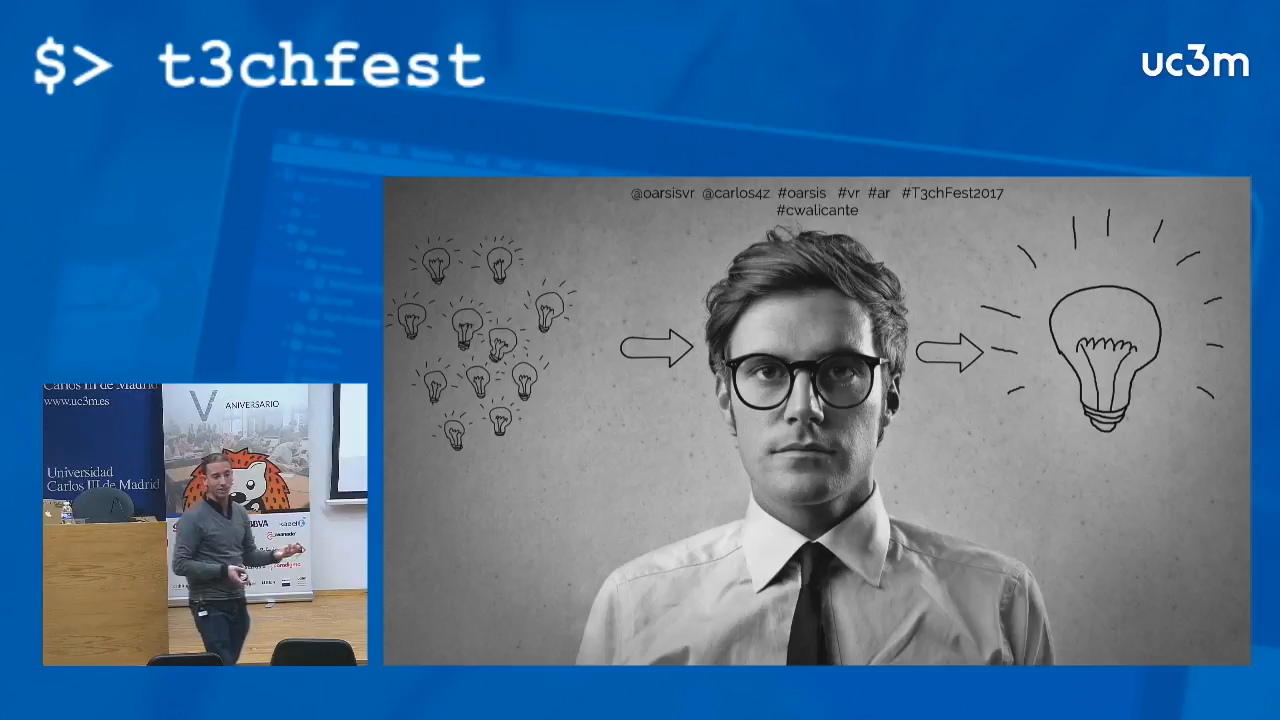 $> t3chfest
uc3m
@oarsisvr @carlos4z #oarsis #vr #ar #T3chFest2017
#cwalicante
Carlos III de Madrid
www.uc3m.es
Universidad
Carlos III de Madrid
V ANIVERSARIO
BBVA